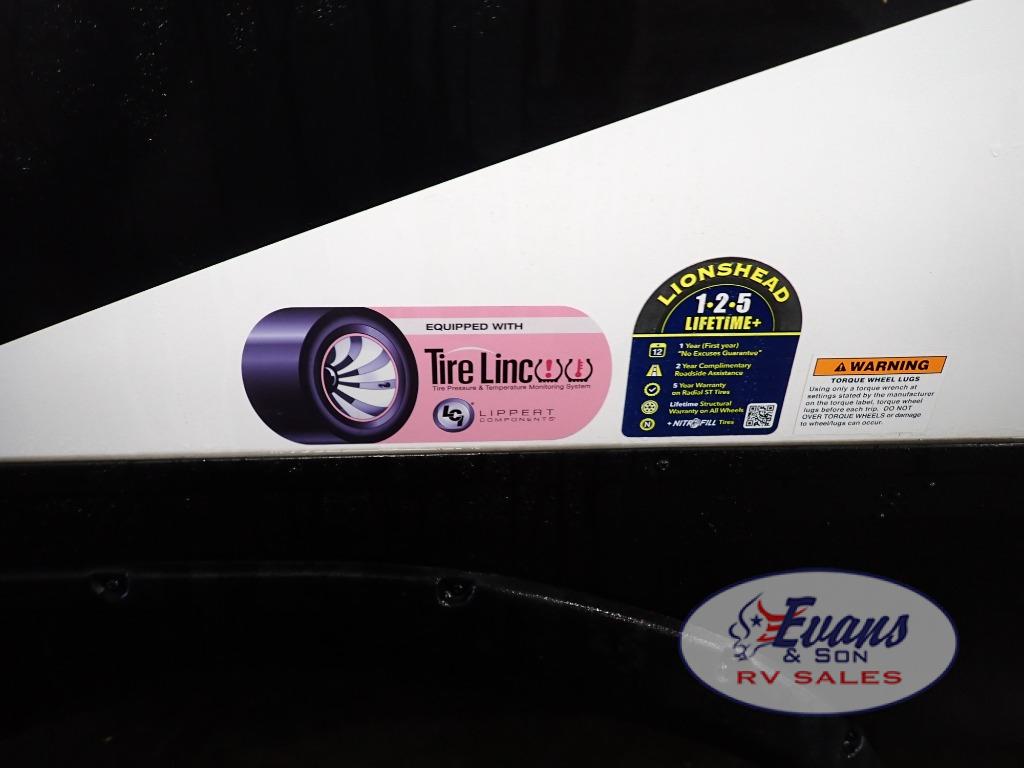 EQUIPPED WITH
Tire Linc
Tire Pressure & Temperature Monitoring System
LCI
LIPPERT
COMPONENTS®
LIONSHEAD
1·2·5
LIFETIME+
12
1 Year (First year)
"No Excuses Guarantee"
2 Year Complimentary
Roadside Assistance
5 Year Warranty
on Radial ST Tires
Lifetime Structural
Warranty on All Wheels
N
+ NITROFILL Tires
WARNING
TORQUE WHEEL LUGS
Using only a torque wrench at
settings stated by the manufacturer
on the torque label, torque wheel
lugs before each trip. DO NOT
OVER TORQUE WHEELS or damage
to wheel/lugs can occur.
Evans
& SON
RV SALES